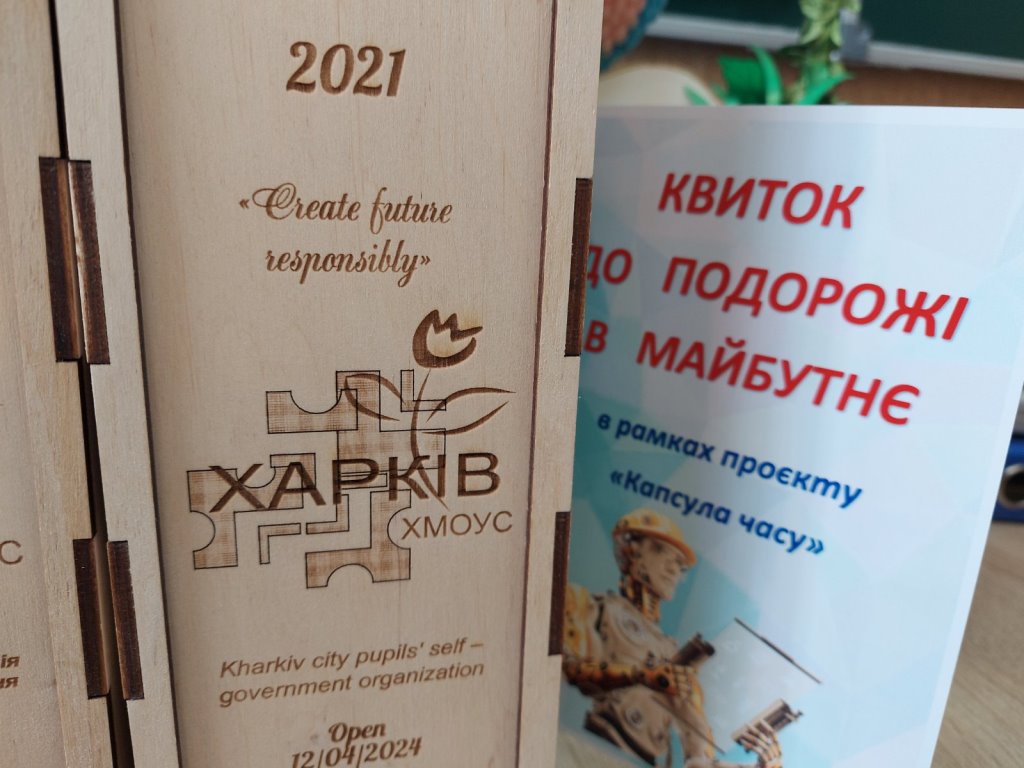 2021
«Create future
responsibly»
ХАРКІВ
ХМОУС
Kharkiv city pupils' self –
government organization
Open
12/04/2024
КВИТОК
ДО ПОДОРОЖІ
В МАЙБУТНЄ
в рамках проєкту
«Капсула часу»